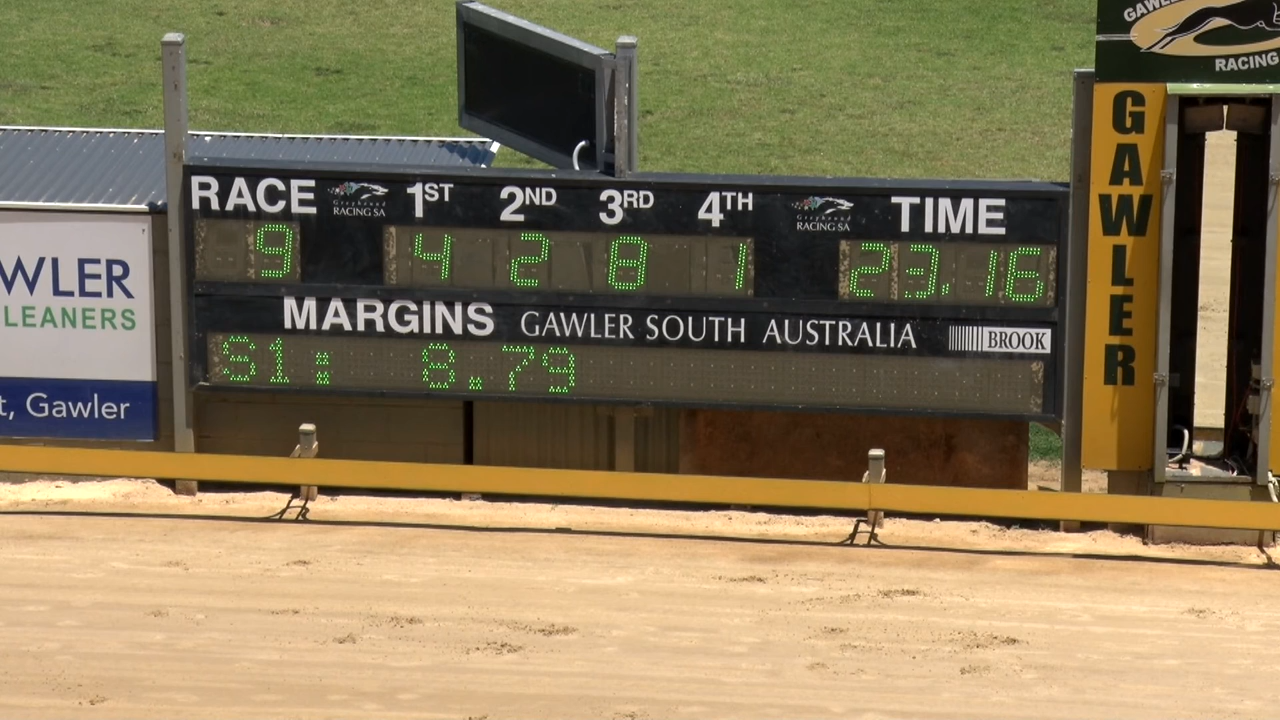 GAWLER
RACING
RACE 1ST 2ND 3RD 4TH TIME
Greyhound
RACING SA
Greyhound
RACING SA
9 4 2 8 1 23.16
MARGINS GAWLER SOUTH AUSTRALIA BROOK
S1: 8.79
WLER
LEANERS
t, Gawler
GAWLER